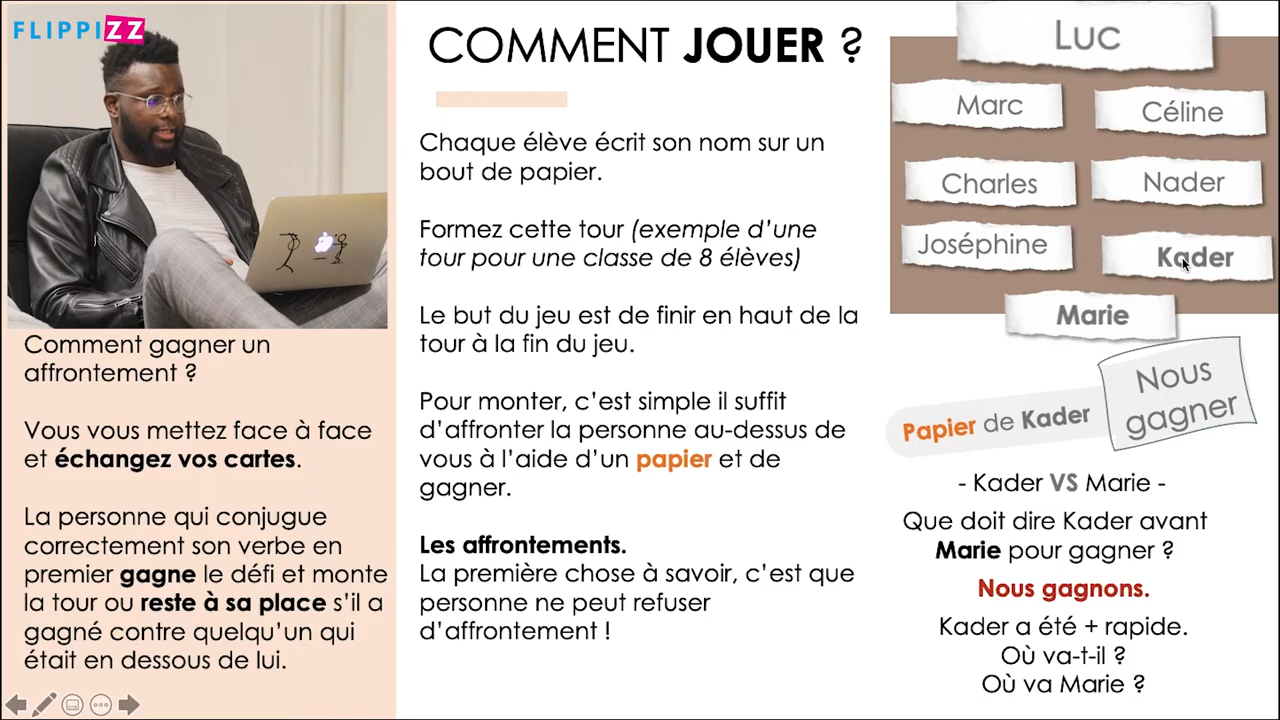 FLIPPIZZ
Comment gagner un
affrontement ?
Vous vous mettez face à face
et échangez vos cartes.
La personne qui conjugue
correctement son verbe en
premier gagne le défi et monte
la tour ou reste à sa place s’il a
gagné contre quelqu’un qui
était en dessous de lui.
COMMENT JOUER ?
Chaque élève écrit son nom sur un
bout de papier.
Formez cette tour (exemple d’une
tour pour une classe de 8 élèves)
Le but du jeu est de finir en haut de la
tour à la fin du jeu.
Pour monter, c’est simple il suffit
d’affronter la personne au-dessus de
vous à l’aide d’un papier et de
gagner.
Les affrontements.
La première chose à savoir, c’est que
personne ne peut refuser
d’affrontement !
Luc
Marc
Céline
Charles
Nader
Joséphine
Kader
Marie
Nous
gagner
Papier de Kader
- Kader VS Marie -
Que doit dire Kader avant
Marie pour gagner ?
Nous gagnons.
Kader a été + rapide.
Où va-t-il ?
Où va Marie ?